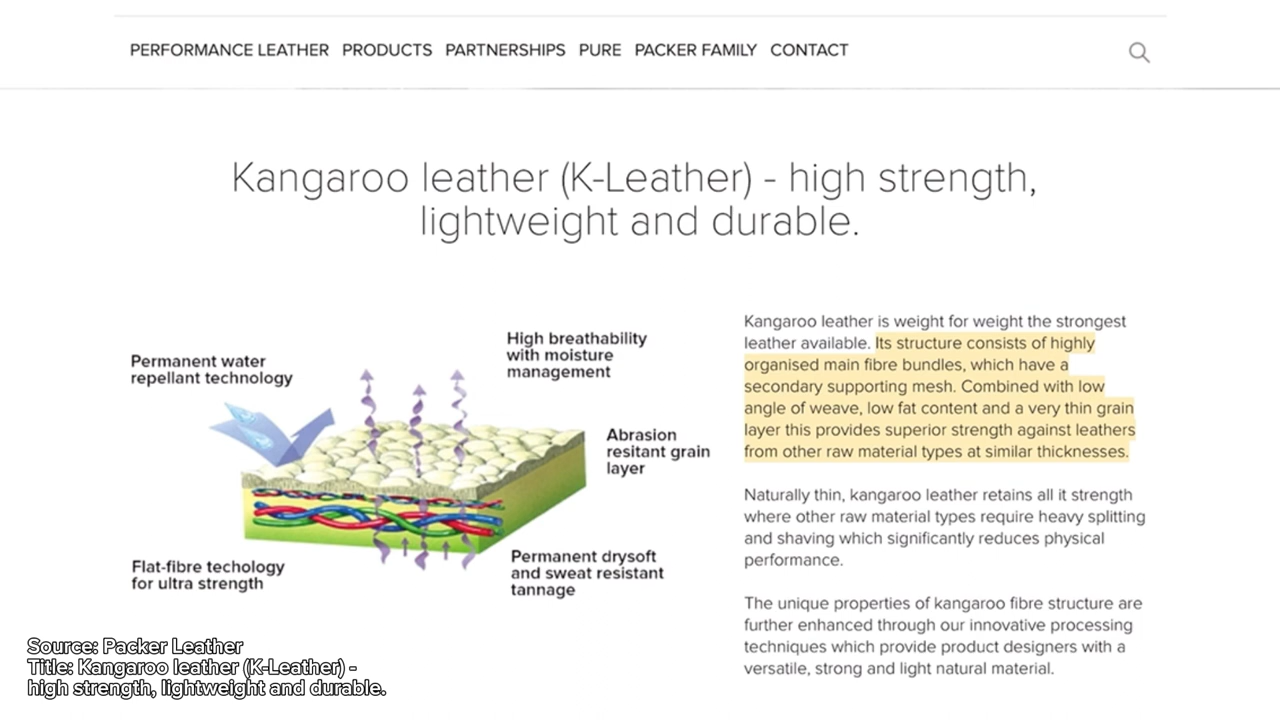 PERFORMANCE LEATHER PRODUCTS PARTNERSHIPS PURE PACKER FAMILY CONTACT
Kangaroo leather (K-Leather) - high strength,
lightweight and durable.
Permanent water
repellant technology
High breathability
with moisture
management
Abrasion
resitant grain
layer
Flat-fibre techology
for ultra strength
Permanent drysoft
and sweat resistant
tannage
Kangaroo leather is weight for weight the strongest
leather available. Its structure consists of highly
organised main fibre bundles, which have a
secondary supporting mesh. Combined with low
angle of weave, low fat content and a very thin grain
layer this provides superior strength against leathers
from other raw material types at similar thicknesses.
Naturally thin, kangaroo leather retains all it strength
where other raw material types require heavy splitting
and shaving which significantly reduces physical
performance.
The unique properties of kangaroo fibre structure are
further enhanced through our innovative processing
techniques which provide product designers with a
versatile, strong and light natural material.
Source: Packer Leather
Title: Kangaroo leather (K-Leather) -
high strength, lightweight and durable.